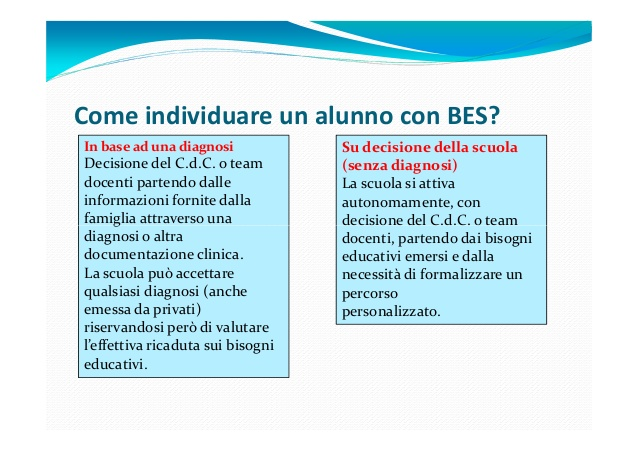 Come individuare un alunno con BES?
In base ad una diagnosi
Decisione del C.d.C. o team
docenti partendo dalle
informazioni fornite dalla
famiglia attraverso una
diagnosi o altra
documentazione clinica.
La scuola può accettare
qualsiasi diagnosi (anche
emessa da privati)
riservandosi però di valutare
l'effettiva ricaduta sui bisogni
educativi.
Su decisione della scuola
(senza diagnosi)
La scuola si attiva
autonomamente, con
decisione del C.d.C. o team
docenti, partendo dai bisogni
educativi emersi e dalla
necessità di formalizzare un
percorso
personalizzato.